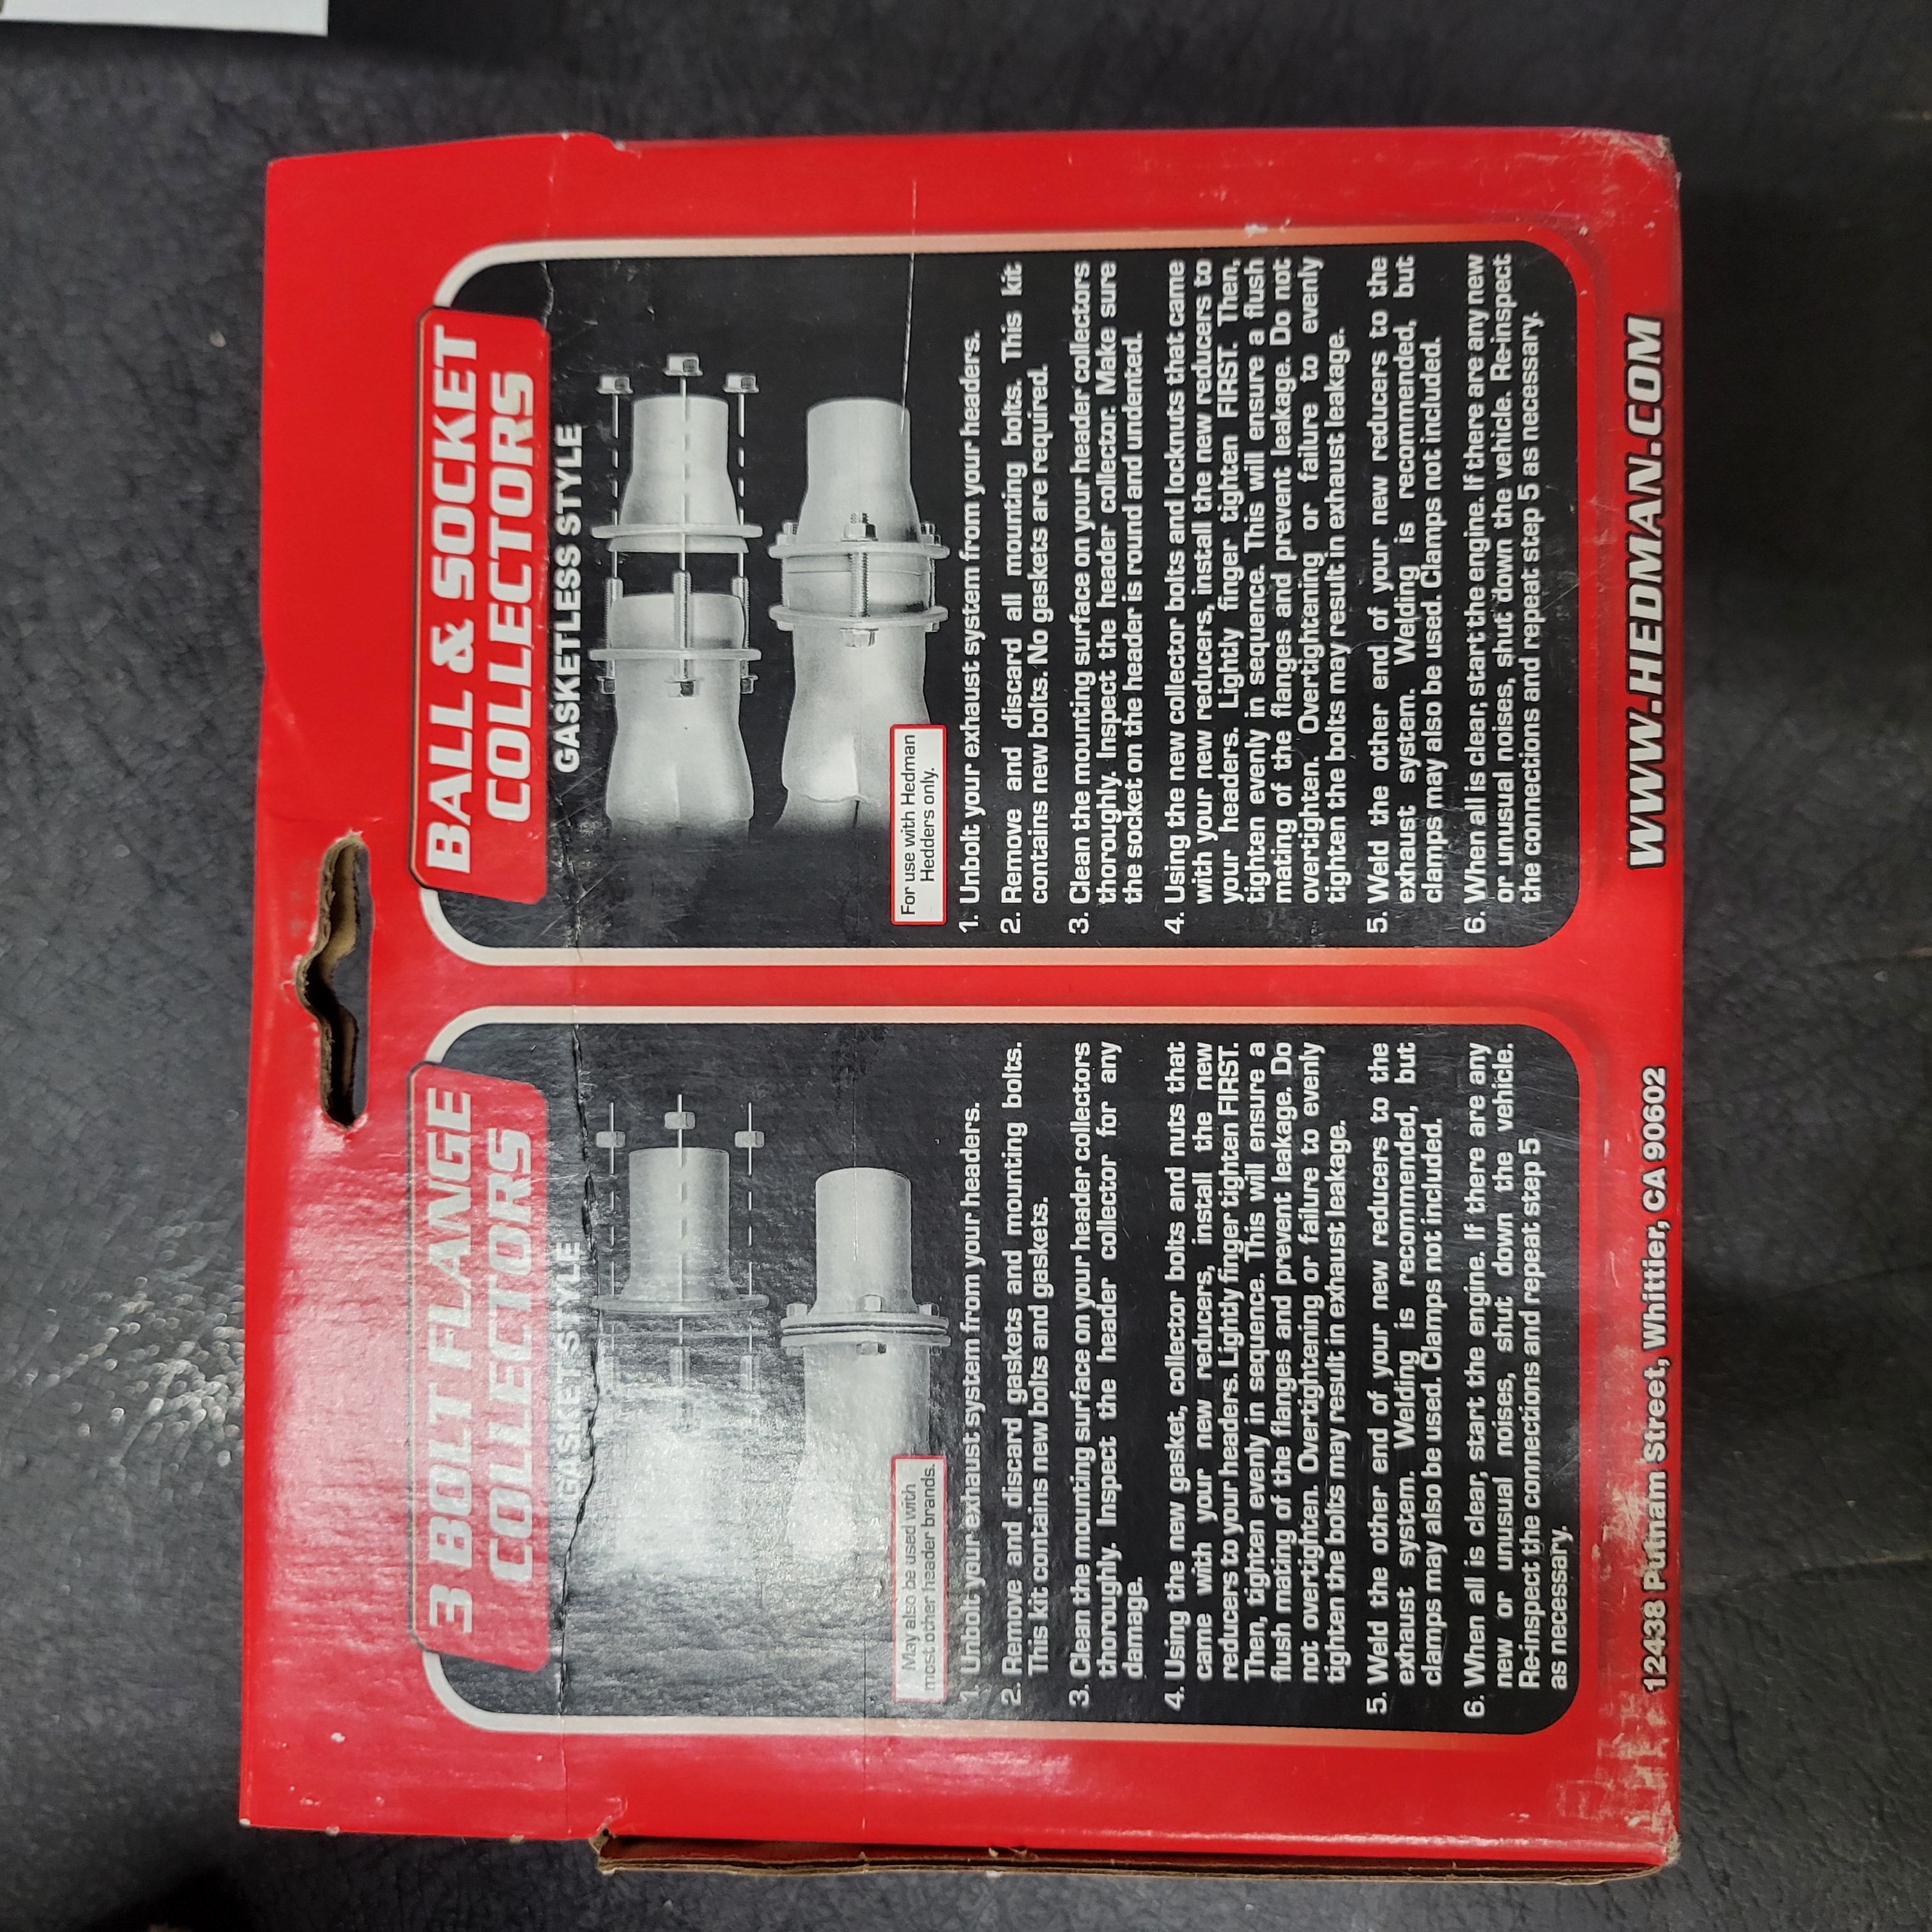 3 BOLT FLANGE
COLLECTORS
GASKET STYLE
May also be used with
most other header brands.
1. Unbolt your exhaust system from your headers.
2. Remove and discard gaskets and mounting bolts.
This kit contains new bolts and gaskets.
3. Clean the mounting surface on your header collectors
thoroughly. Inspect the header collector for any
damage.
4. Using the new gasket, collector bolts and nuts that
came with your new reducers, install the new
reducers to your headers. Lightly finger tighten FIRST.
Then, tighten evenly in sequence. This will ensure a
flush mating of the flanges and prevent leakage. Do
not overtighten. Overtightening or failure to evenly
tighten the bolts may result in exhaust leakage.
5. Weld the other end of your new reducers to the
exhaust system. Welding is recommended, but
clamps may also be used. Clamps not included.
6. When all is clear, start the engine. If there are any
new or unusual noises, shut down the vehicle.
Re-inspect the connections and repeat step 5
as necessary.
BALL & SOCKET
COLLECTORS
GASKETLESS STYLE
For use with Hedman
Hedders only.
1. Unbolt your exhaust system from your headers.
2. Remove and discard all mounting bolts. This kit
contains new bolts. No gaskets are required.
3. Clean the mounting surface on your header collectors
thoroughly. Inspect the header collector. Make sure
the socket on the header is round and undented.
4. Using the new collector bolts and locknuts that came
with your new reducers, install the new reducers to
your headers. Lightly finger tighten FIRST. Then,
tighten evenly in sequence. This will ensure a flush
mating of the flanges and prevent leakage. Do not
overtighten. Overtightening or failure to evenly
tighten the bolts may result in exhaust leakage.
5. Weld the other end of your new reducers to the
exhaust system. Welding is recommended, but
clamps may also be used. Clamps not included.
6. When all is clear, start the engine. If there are any new
or unusual noises, shut down the vehicle. Re-inspect
the connections and repeat step 5 as necessary.
12438 Putnam Street, Whittier, CA 90602
WWW.HEDMAN.COM